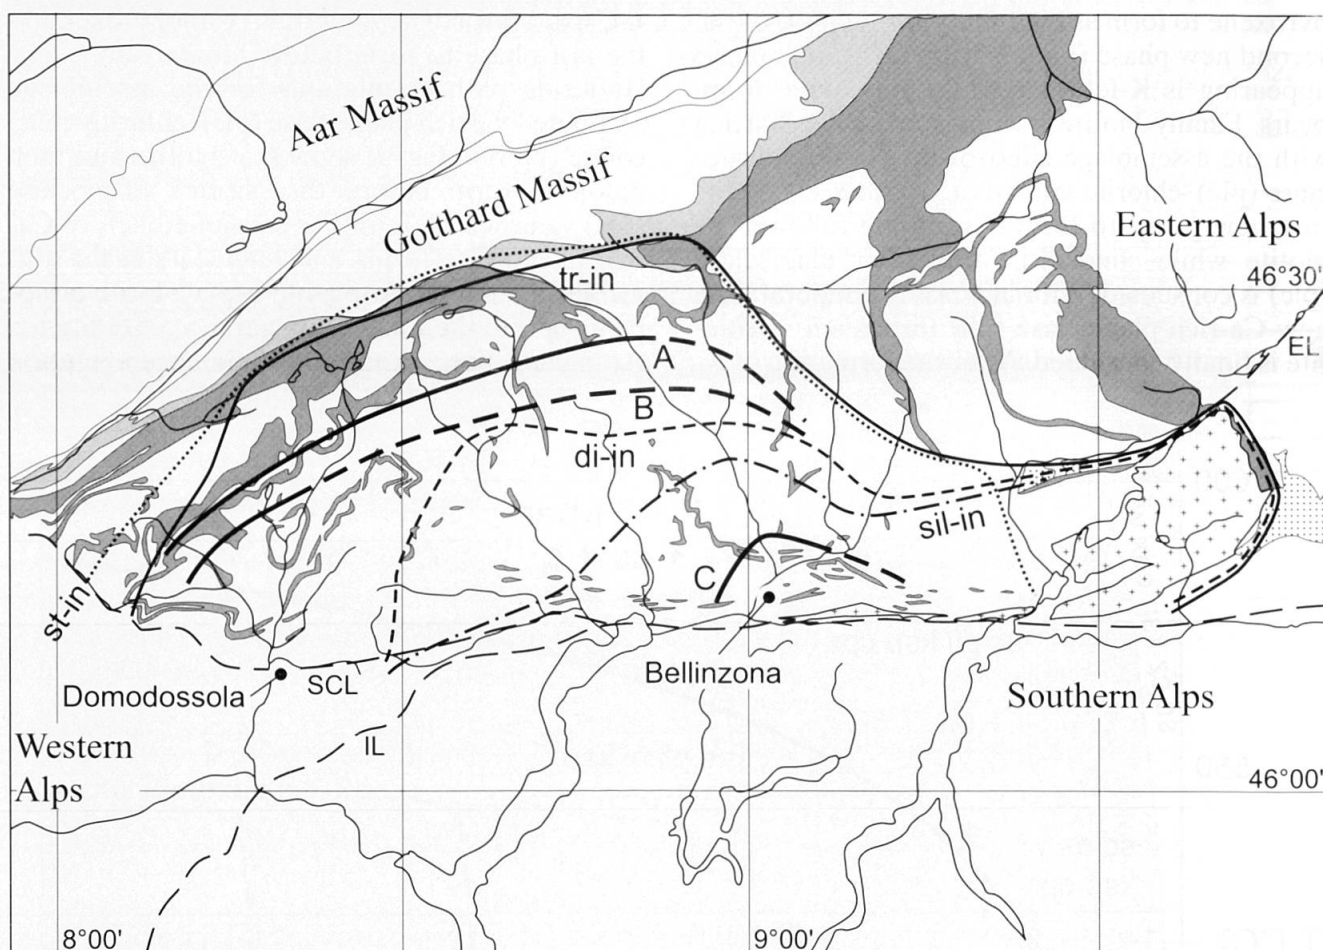 Aar Massif
Gotthard Massif
Eastern Alps
46°30'
tr-in
EL
A
B
di-in
sil-in
C
st-in
Domodossola
SCL
Bellinzona
Southern Alps
Western
Alps
IL
46°00'
8°00'
9°00'